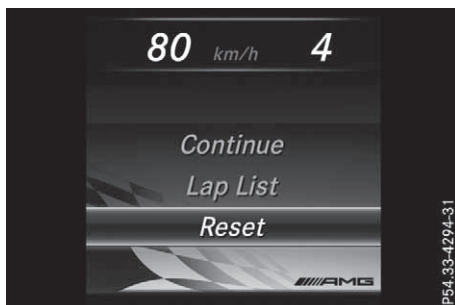 80 km/h 4
Continue
Lap List
Reset
AMG
P54.33-4294-31